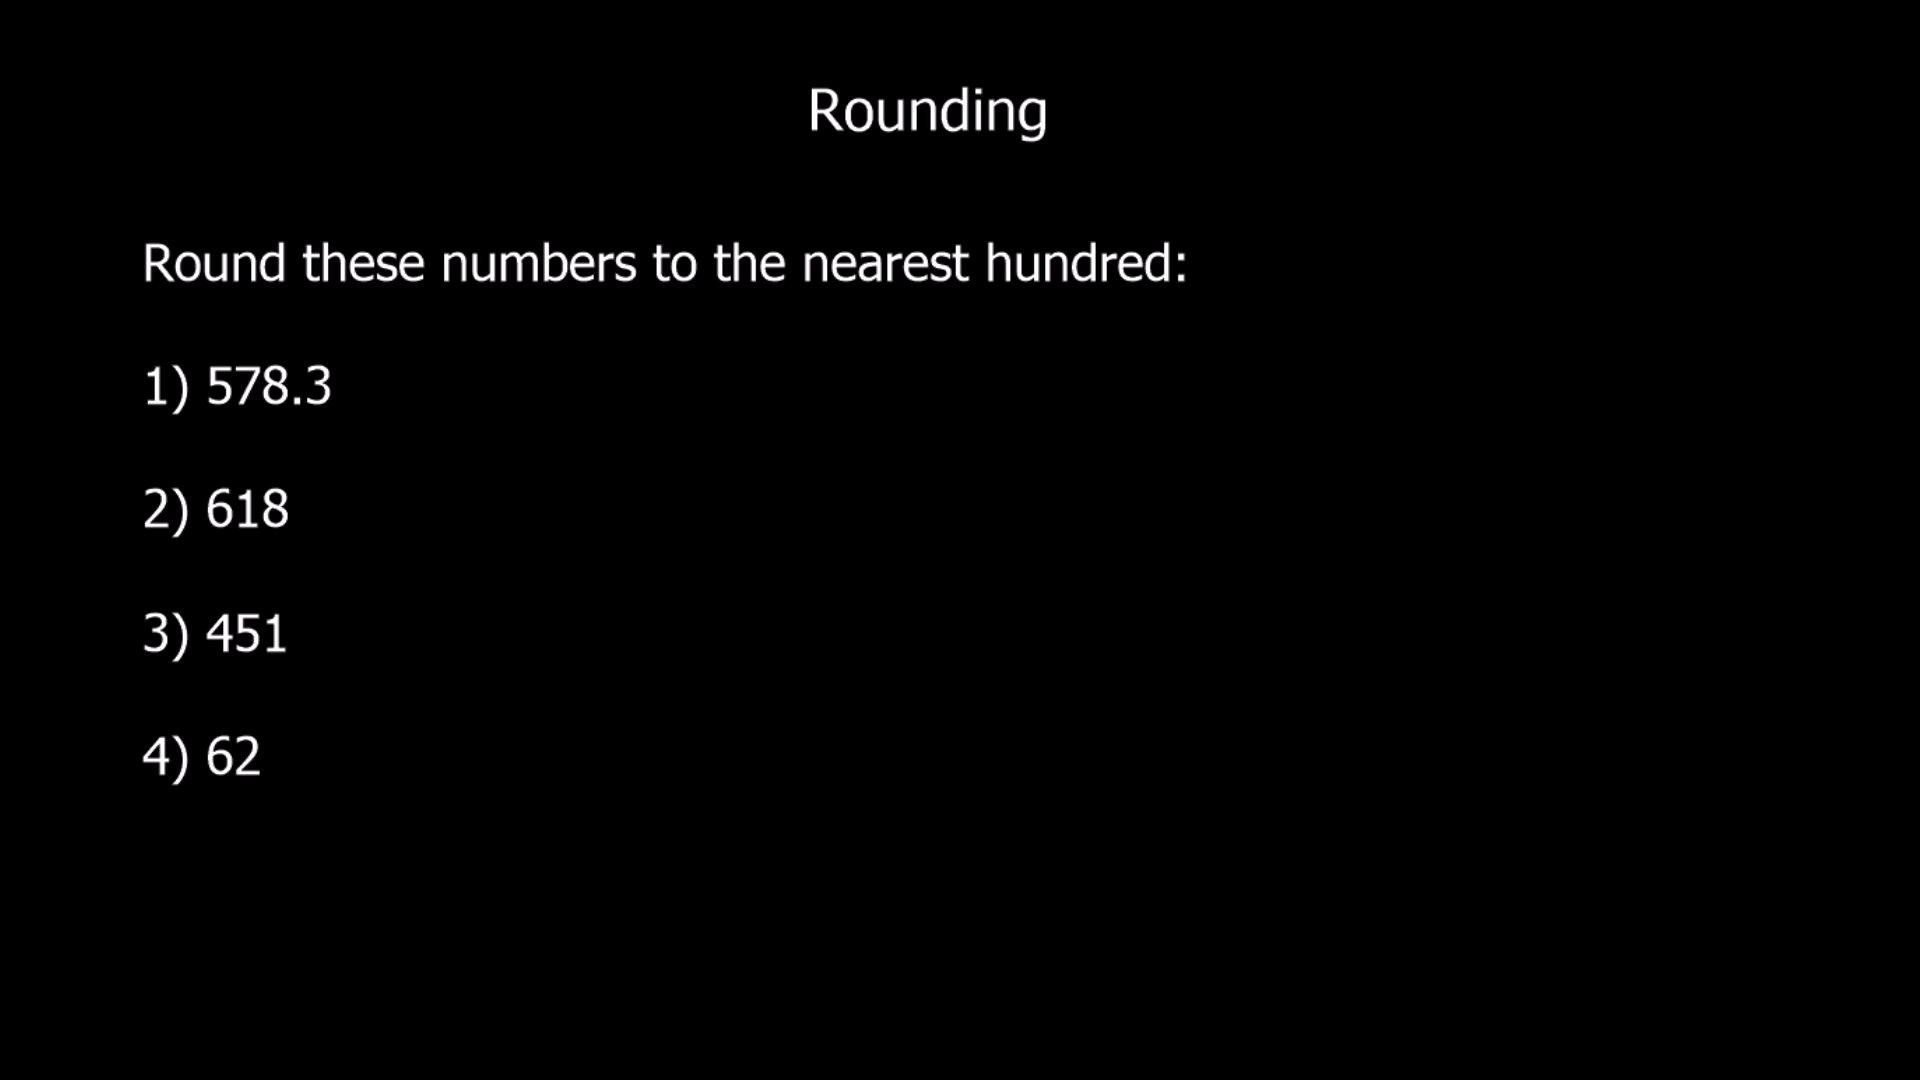 Rounding
Round these numbers to the nearest hundred:
1) 578.3
2) 618
3) 451
4) 62